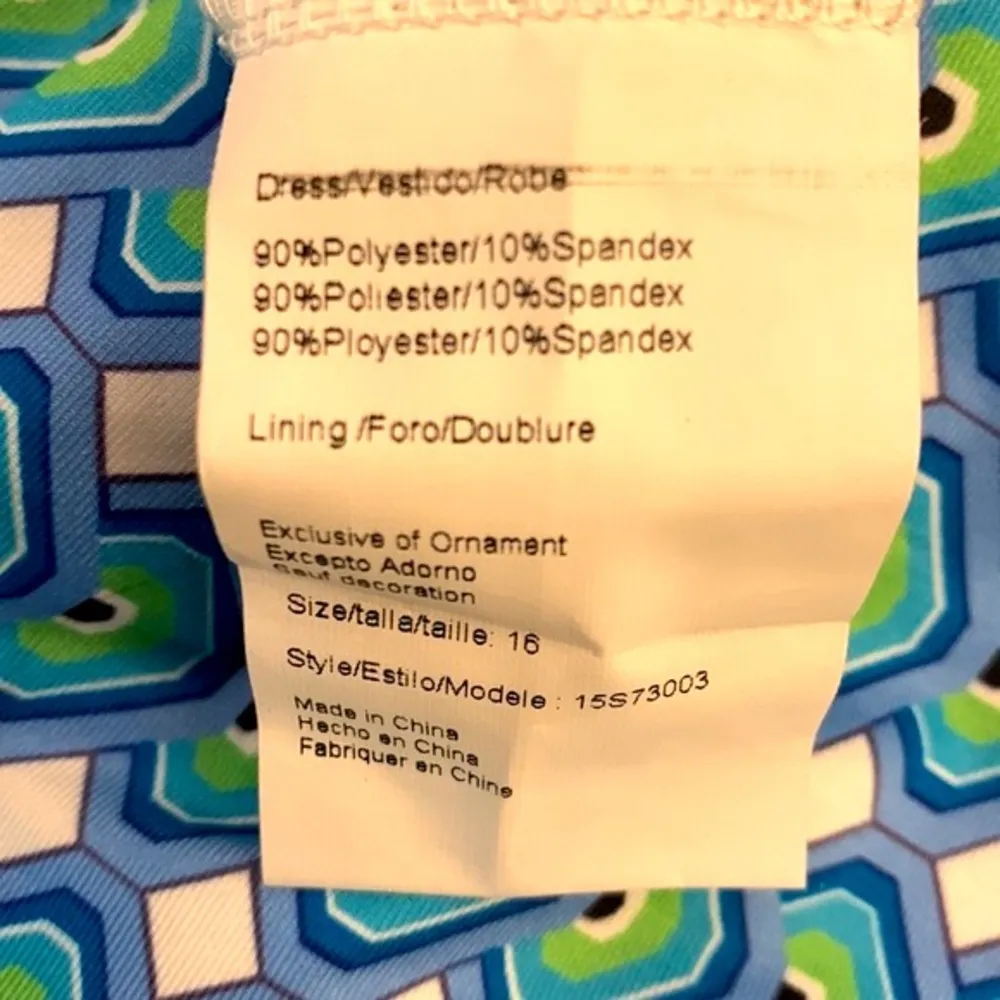 Dress/Vestido/Robe
90%Polyester/10%Spandex
90%Poliester/10%Spandex
90%Ployester/10%Spandex
Lining /Foro/Doublure
Exclusive of Ornament
Excepto Adorno
Sauf decoration
Size/talla/taille: 16
Style/Estilo/Modele : 15S73003
Made in China
Hecho en China
Fabriquer en Chine